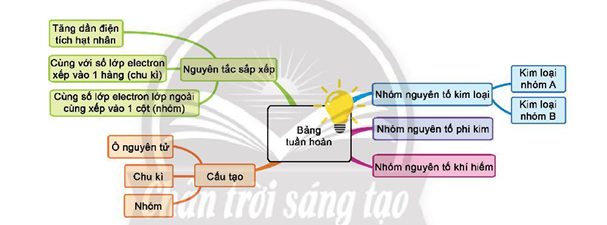 Tăng dần điện
tích hạt nhân
Cùng với số lớp electron
xếp vào 1 hàng (chu kì)
Cùng số lớp electron lớp ngoài
cùng xếp vào 1 cột (nhóm)
Nguyên tắc sắp xếp
Bảng
tuần hoàn
Ô nguyên tử
Chu kì
Nhóm
Cấu tạo
Nhóm nguyên tố kim loại
Kim loại
nhóm A
Kim loại
nhóm B
Nhóm nguyên tố phi kim
Nhóm nguyên tố khí hiếm
Chân trời sáng tạo